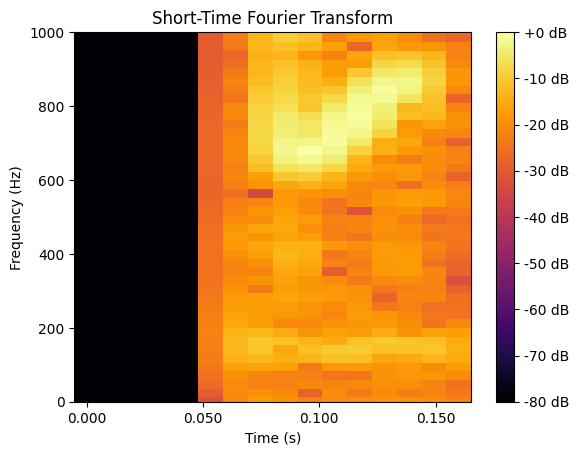 Short-Time Fourier Transform
1000
800
600
400
200
0
Frequency (Hz)
0.000
0.050
0.100
0.150
Time (s)
+0 dB
-10 dB
-20 dB
-30 dB
-40 dB
-50 dB
-60 dB
-70 dB
-80 dB